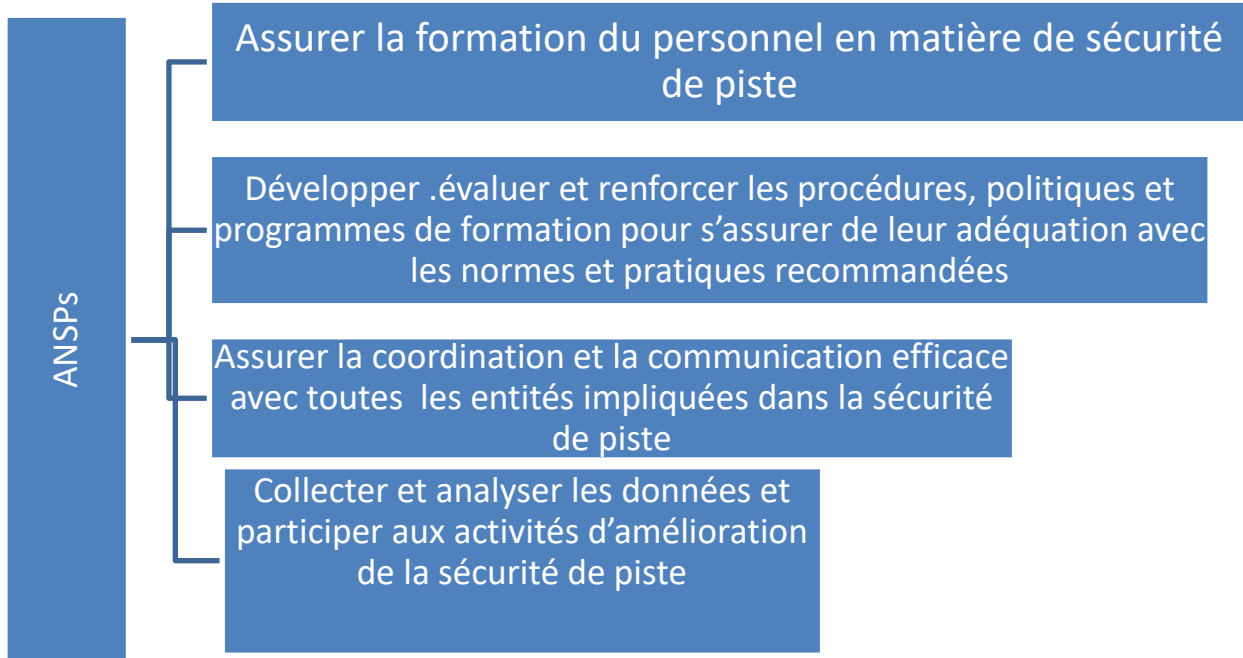 ANSPs
Assurer la formation du personnel en matière de sécurité
de piste
Développer .évaluer et renforcer les procédures, politiques et
programmes de formation pour s’assurer de leur adéquation avec
les normes et pratiques recommandées
Assurer la coordination et la communication efficace
avec toutes  les entités impliquées dans la sécurité
de piste
Collecter et analyser les données et
participer aux activités d’amélioration
de la sécurité de piste